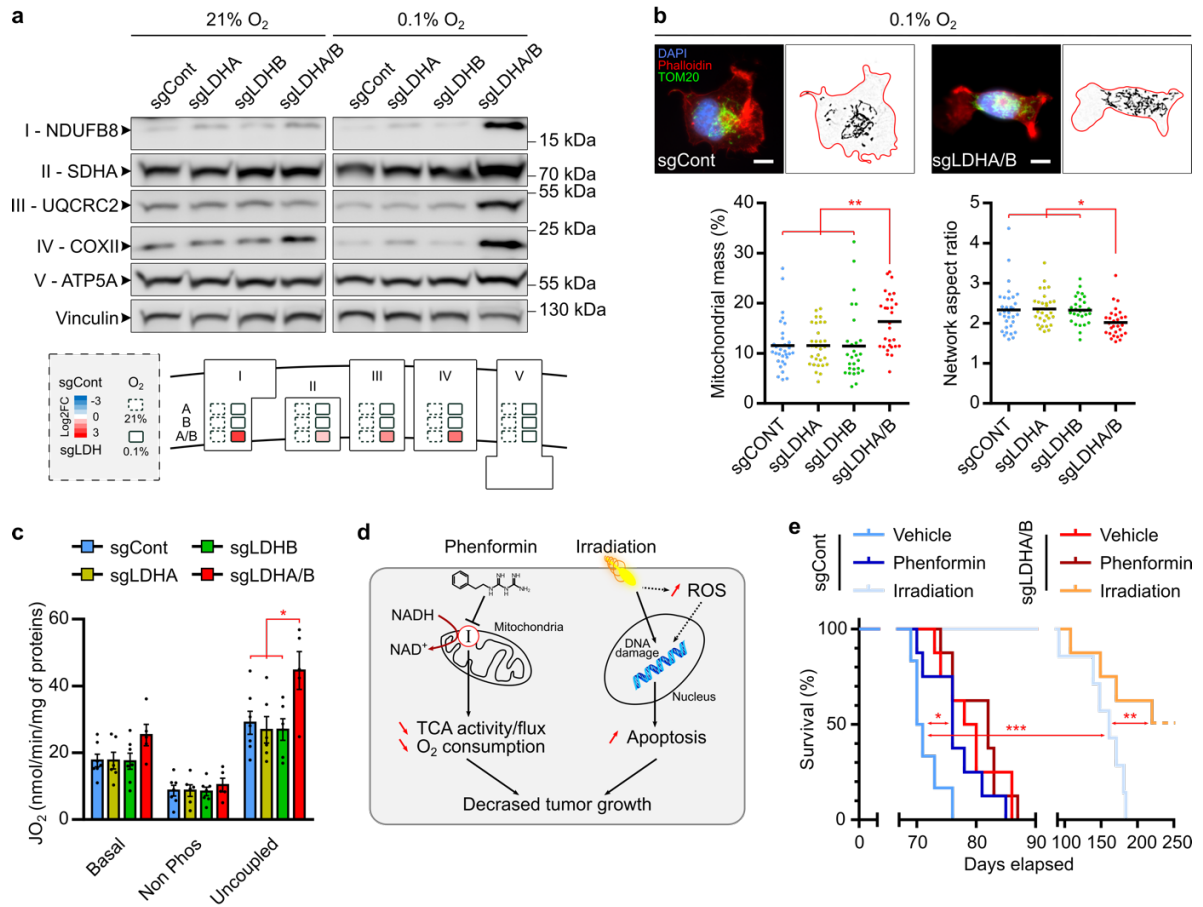 a
21% O2
0.1% O2
sgCont
sgLDHA
sgLDHB
sgLDHA/B
sgCont
sgLDHA
sgLDHB
sgLDHA/B
I - NDUFB8
15 kDa
II - SDHA
70 kDa
55 kDa
III - UQCRC2
25 kDa
IV - COXII
V - ATP5A
55 kDa
130 kDa
Vinculin
sgCont
O2
Log2FC
-3
0
3
21%
0.1%
sgLDH
A
B
A/B
I
II
III
IV
V
b
0.1% O2
DAPI
Phalloidin
TOM20
sgCont
sgLDHA/B
Mitochondrial mass (%)
40
30
20
10
0
**
sgCONT
sgLDHA
sgLDHB
sgLDHA/B
Network aspect ratio
5
4
3
2
1
0
*
sgCONT
sgLDHA
sgLDHB
sgLDHA/B
c
sgCont
sgLDHB
sgLDHA
sgLDHA/B
JO2 (nmol/min/mg of proteins)
60
40
20
0
*
Basal
Non Phos
Uncoupled
d
Phenformin
Irradiation
NADH
NAD+
I
Mitochondria
ROS
DNA
damage
Nucleus
TCA activity/flux
O2 consumption
Apoptosis
Decrased tumor growth
e
sgCont
Vehicle
Phenformin
Irradiation
sgLDHA/B
Vehicle
Phenformin
Irradiation
Survival (%)
100
50
0
*
***
**
0
70
80
90
100
150
200
250
Days elapsed